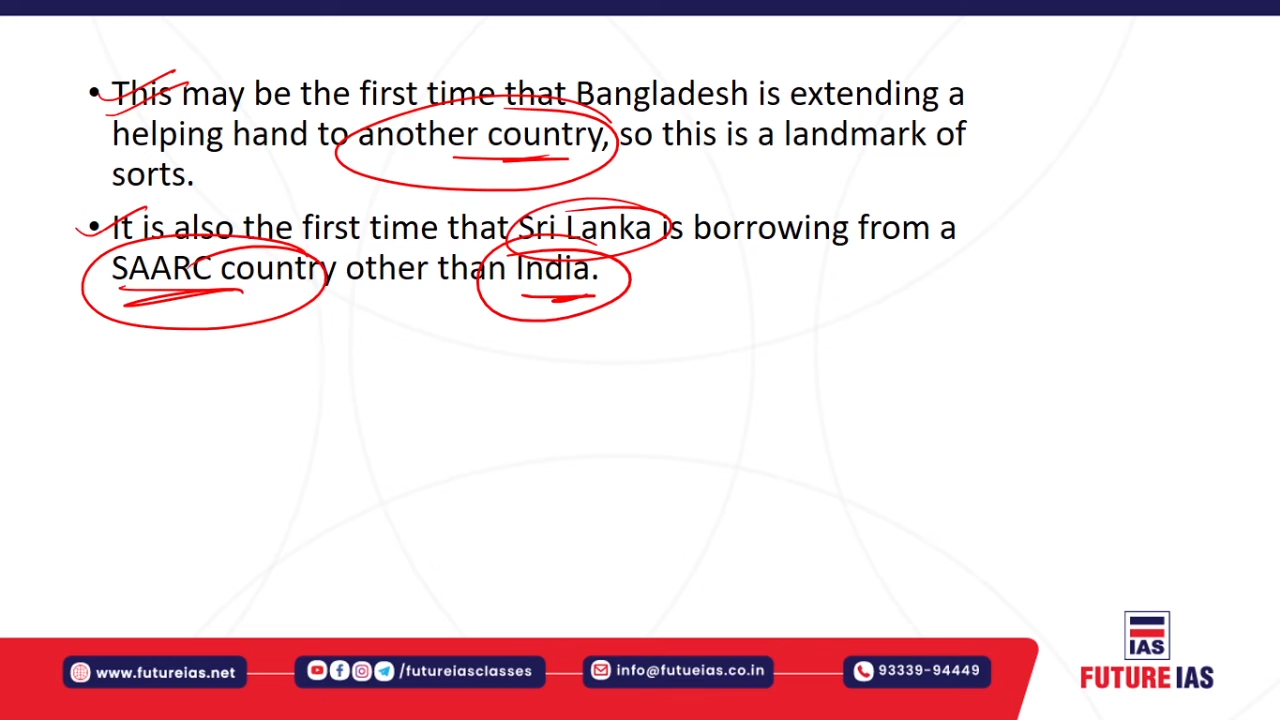 • This may be the first time that Bangladesh is extending a
helping hand to another country, so this is a landmark of
sorts.
• It is also the first time that Sri Lanka is borrowing from a
SAARC country other than India.
IAS
FUTURE IAS
www.futureias.net
/futureiasclasses
info@futueias.co.in
93339-94449